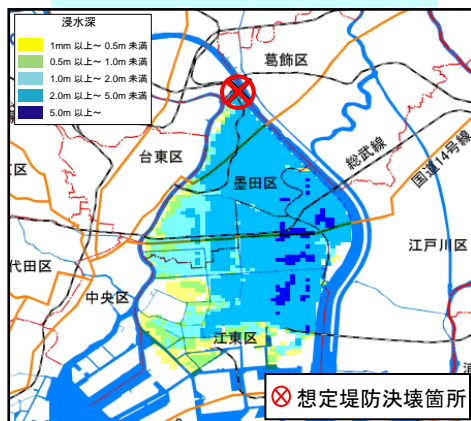 浸水深
1mm 以上～ 0.5m 未満
0.5m 以上～ 1.0m 未満
1.0m 以上～ 2.0m 未満
2.0m 以上～ 5.0m 未満
5.0m 以上～
葛飾区
台東区
総武線
国道14号線
墨田区
区
江戸川区
代田区
中央区
江東区
想定堤防決壊箇所